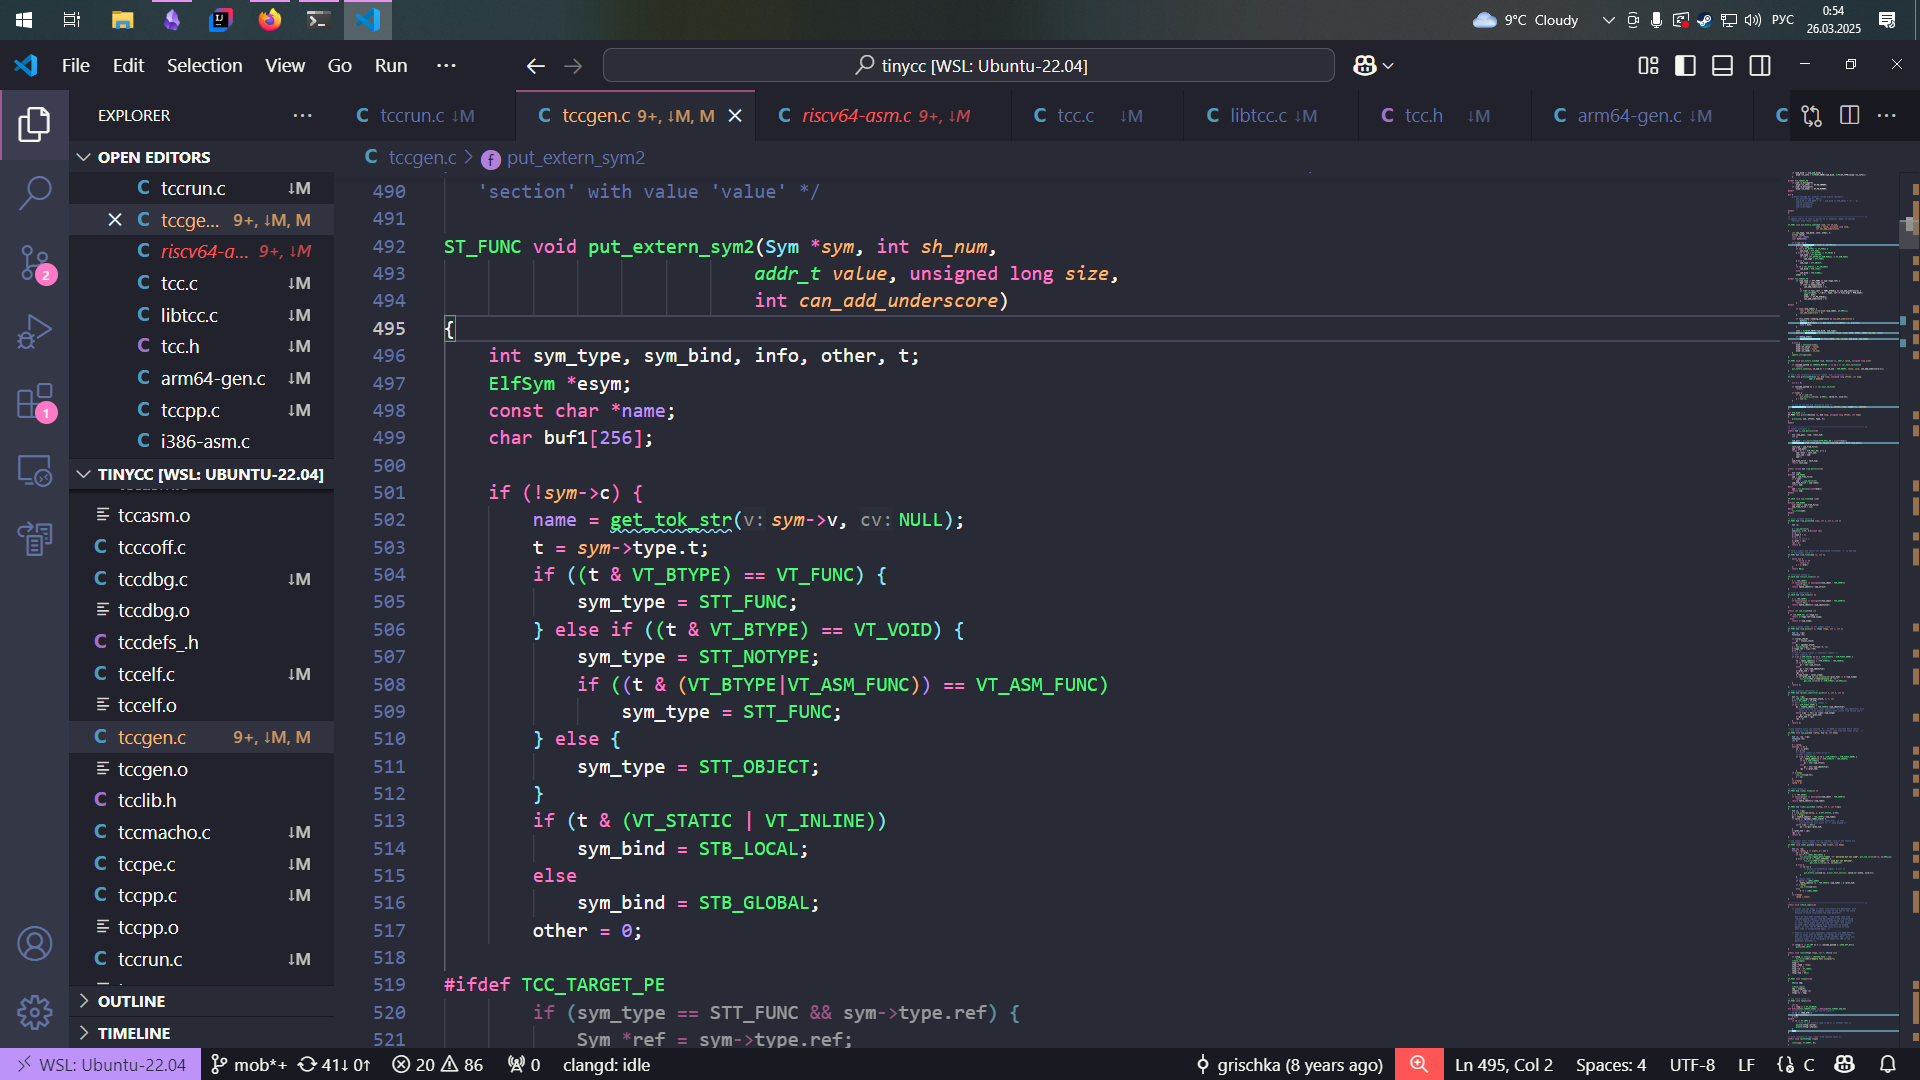 9°C Cloudy
РУС
0:54
26.03.2025
File Edit Selection View Go Run ···
tinycc [WSL: Ubuntu-22.04]
EXPLORER
tccrun.c ↓M
tccgen.c 9+, ↓M, M
riscv64-asm.c 9+, ↓M
tcc.c ↓M
libtcc.c ↓M
tcc.h ↓M
arm64-gen.c ↓M
C
OPEN EDITORS
C tccrun.c ↓M
C tccge... 9+, ↓M, M
C riscv64-a... 9+, ↓M
C tcc.c ↓M
C libtcc.c ↓M
C tcc.h ↓M
C arm64-gen.c ↓M
C tccpp.c ↓M
C i386-asm.c
TINYCC [WSL: UBUNTU-22.04]
tccasm.o
C tcccoff.c
C tccdbg.c ↓M
tccdbg.o
C tccdefs_.h
C tccelf.c ↓M
tccelf.o
C tccgen.c 9+, ↓M, M
tccgen.o
C tcclib.h
C tccmacho.c ↓M
C tccpe.c ↓M
C tccpp.c ↓M
tccpp.o
C tccrun.c ↓M
OUTLINE
TIMELINE
2
1
C tccgen.c > f put_extern_sym2
490 'section' with value 'value' */
491
492 ST_FUNC void put_extern_sym2(Sym *sym, int sh_num,
493 addr_t value, unsigned long size,
494 int can_add_underscore)
495 {
496 int sym_type, sym_bind, info, other, t;
497 ElfSym *esym;
498 const char *name;
499 char buf1[256];
500
501 if (!sym->c) {
502 name = get_tok_str(v: sym->v, cv: NULL);
503 t = sym->type.t;
504 if ((t & VT_BTYPE) == VT_FUNC) {
505 sym_type = STT_FUNC;
506 } else if ((t & VT_BTYPE) == VT_VOID) {
507 sym_type = STT_NOTYPE;
508 if ((t & (VT_BTYPE|VT_ASM_FUNC)) == VT_ASM_FUNC)
509 sym_type = STT_FUNC;
510 } else {
511 sym_type = STT_OBJECT;
512 }
513 if (t & (VT_STATIC | VT_INLINE))
514 sym_bind = STB_LOCAL;
515 else
516 sym_bind = STB_GLOBAL;
517 other = 0;
518
519 #ifdef TCC_TARGET_PE
520 if (sym_type == STT_FUNC && sym->type.ref) {
521 Sym *ref = sym->type.ref;
WSL: Ubuntu-22.04 mob*+ 41↓ 0↑ 20 86 0 clangd: idle grischka (8 years ago) Ln 495, Col 2 Spaces: 4 UTF-8 LF C